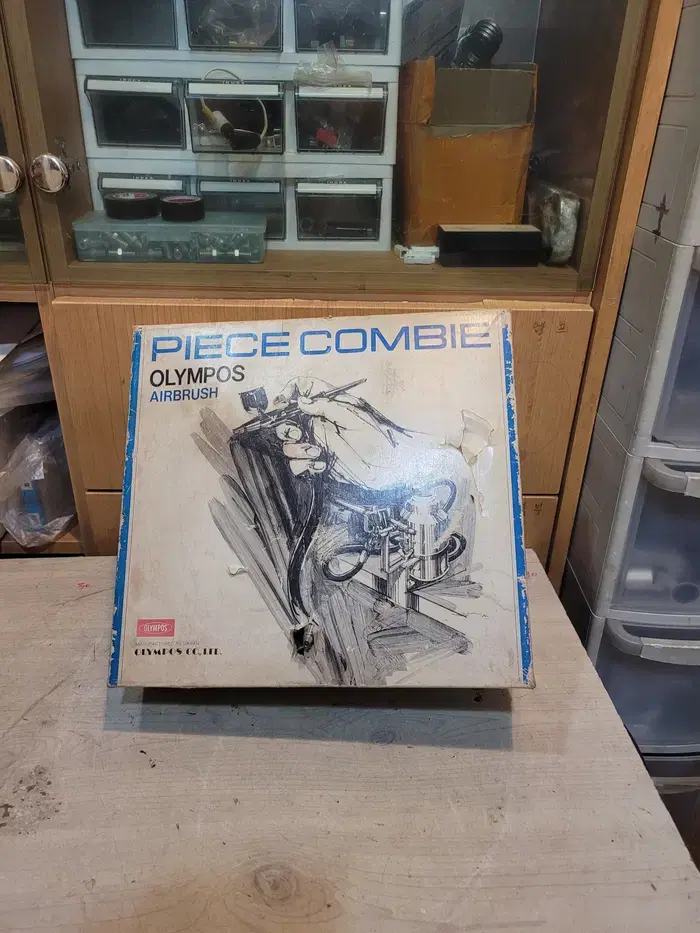 PIECE COMBIE
OLYMPOS
AIRBRUSH
OLYMPOS
OLYMPOS CO., LTD.